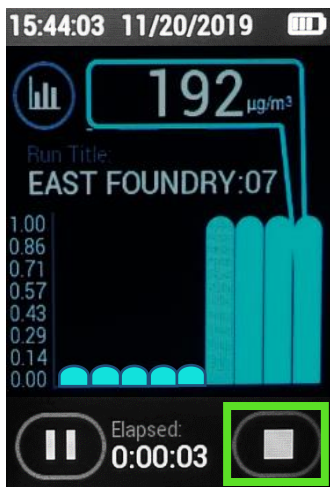 15:44:03 11/20/2019
192 µg/m³
Run Title:
EAST FOUNDRY:07
1.00
0.86
0.71
0.57
0.43
0.29
0.14
0.00
Elapsed:
0:00:03